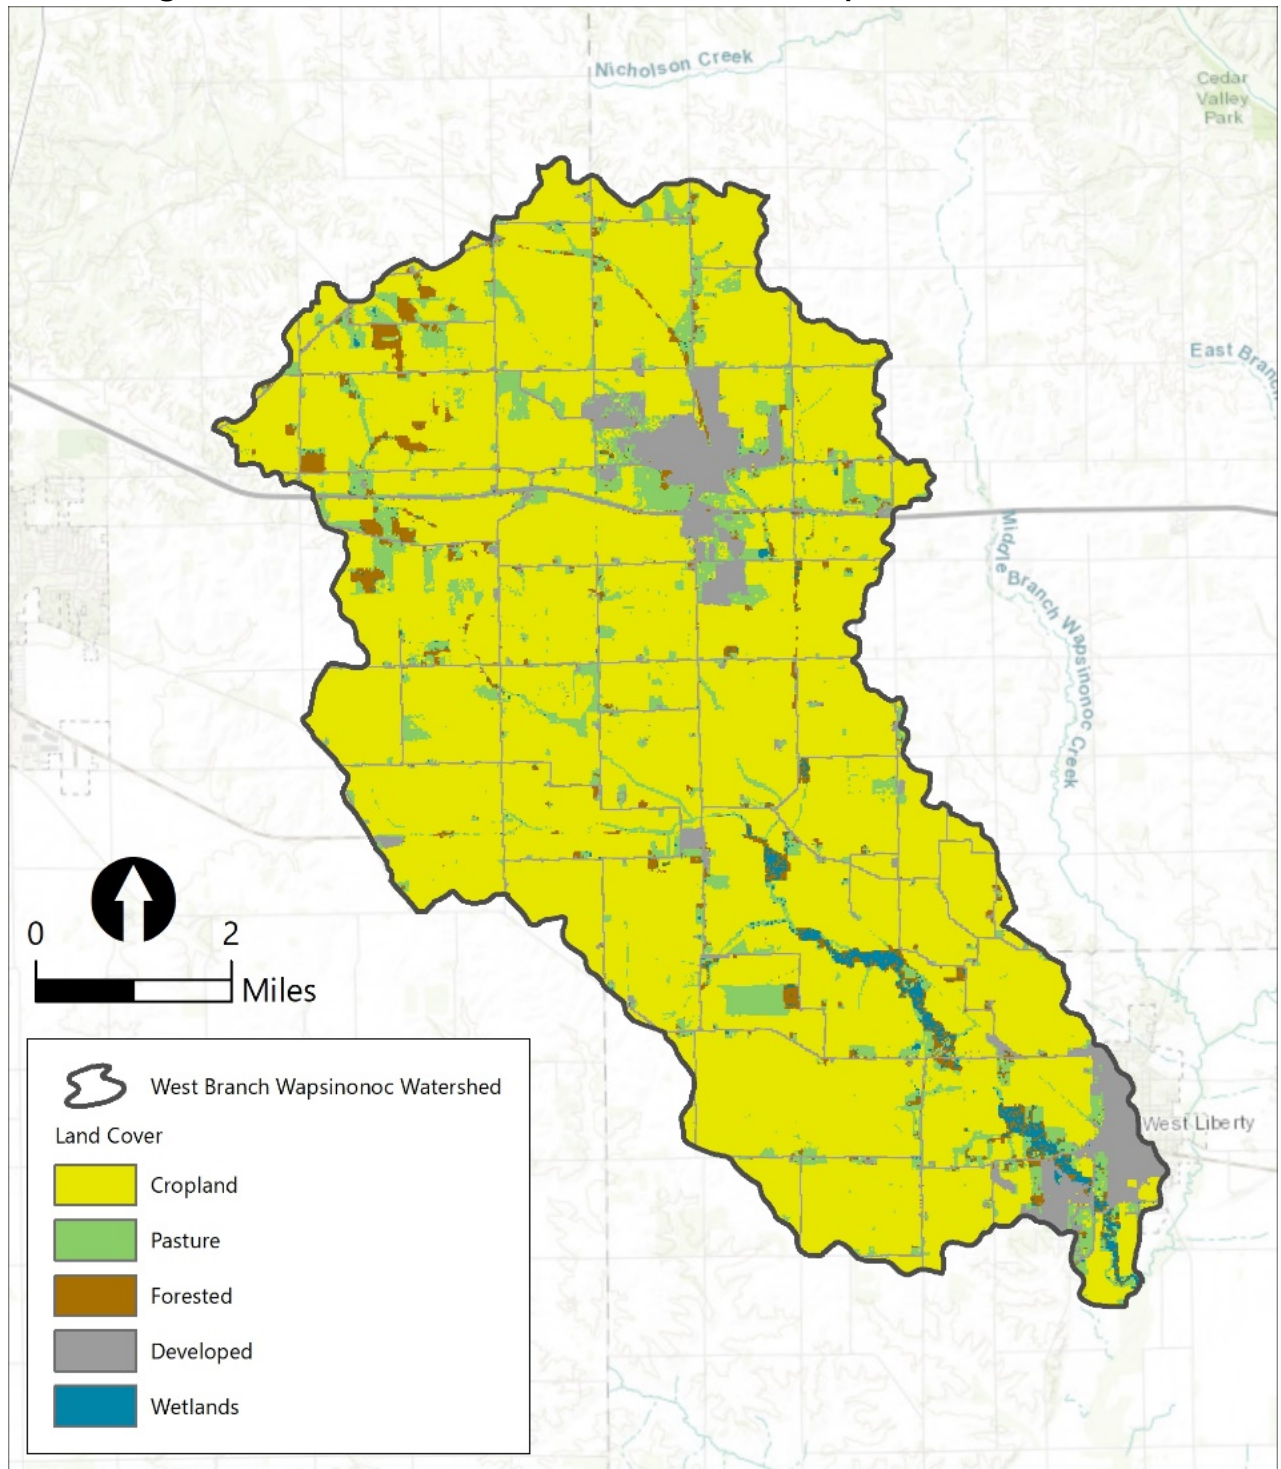 Nicholson Creek
Cedar
Valley
Park
East Branc
Middle Branch Wapsinonoc Creek
0
2
Miles
West Liberty
West Branch Wapsinonoc Watershed
Land Cover
Cropland
Pasture
Forested
Developed
Wetlands